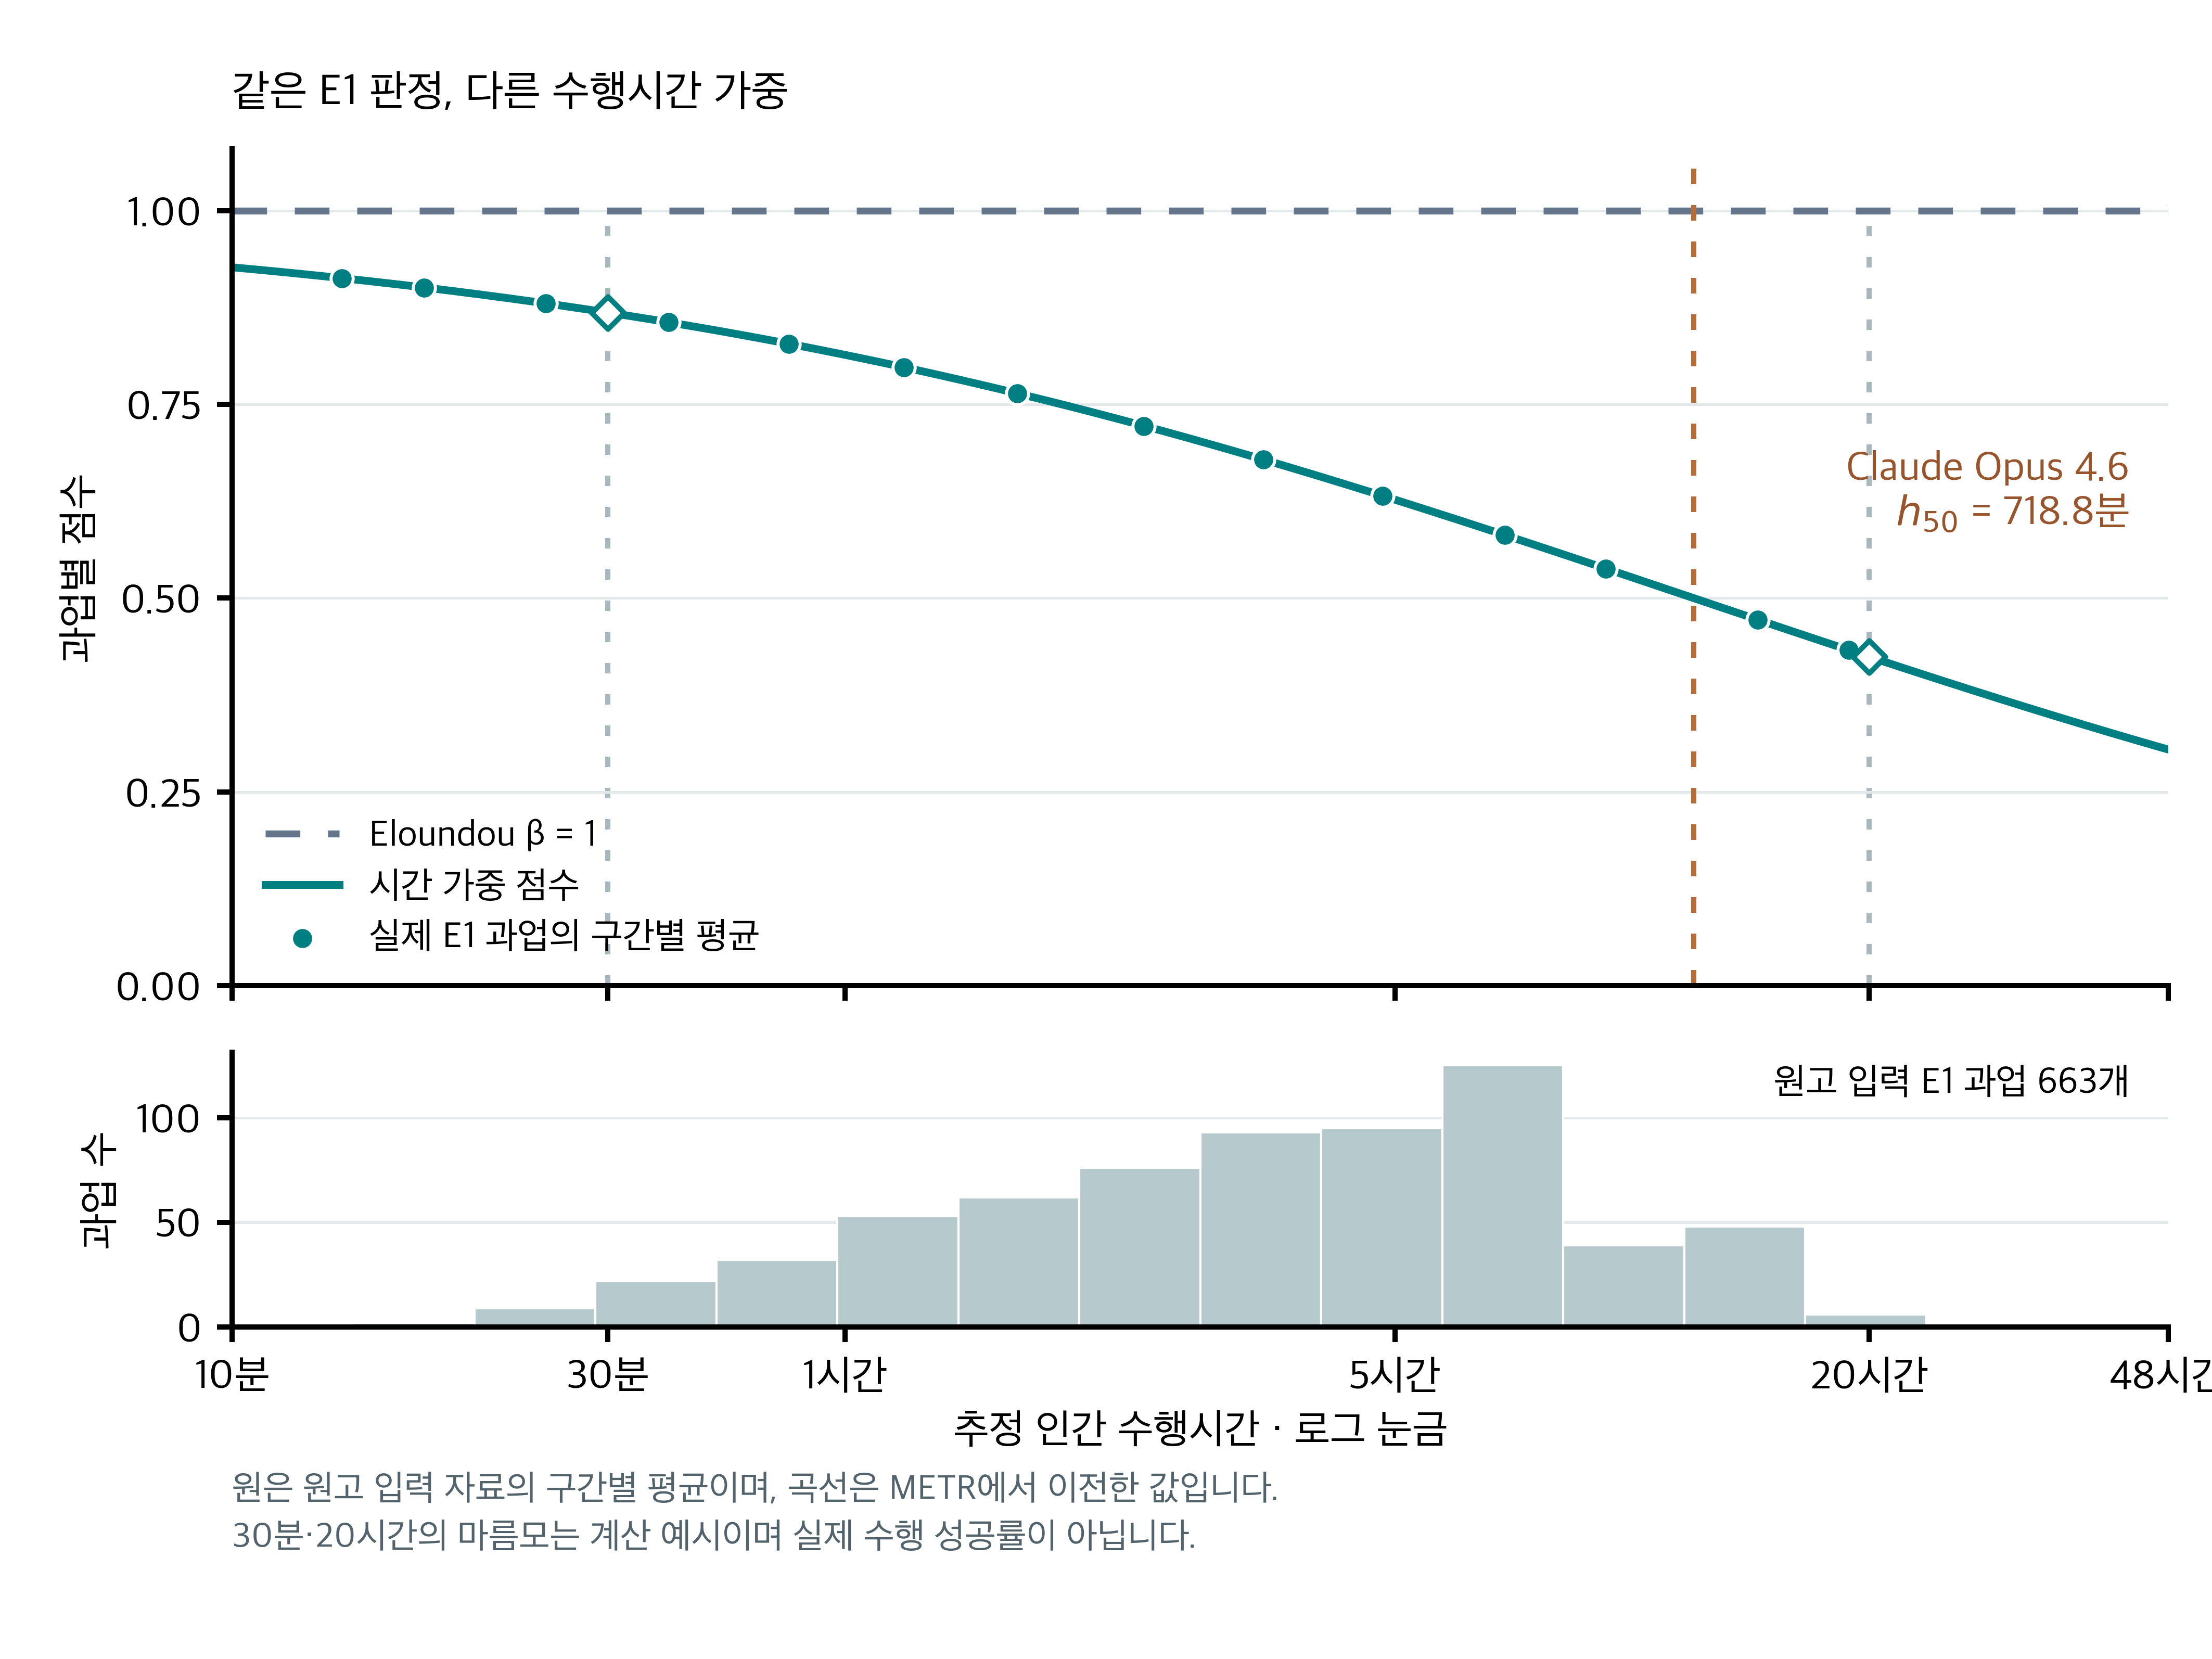 같은 E1 판정, 다른 수행시간 가중
1.00
0.75
0.50
0.25
0.00
과업별 점수
Claude Opus 4.6
h50 = 718.8분
Eloundou β = 1
시간 가중 점수
실제 E1 과업의 구간별 평균
원고 입력 E1 과업 663개
100
50
0
과업 수
10분 30분 1시간 5시간 20시간 48시간
추정 인간 수행시간 · 로그 눈금
원은 원고 입력 자료의 구간별 평균이며, 곡선은 METR에서 이전한 값입니다.
30분·20시간의 마름모는 계산 예시이며 실제 수행 성공률이 아닙니다.